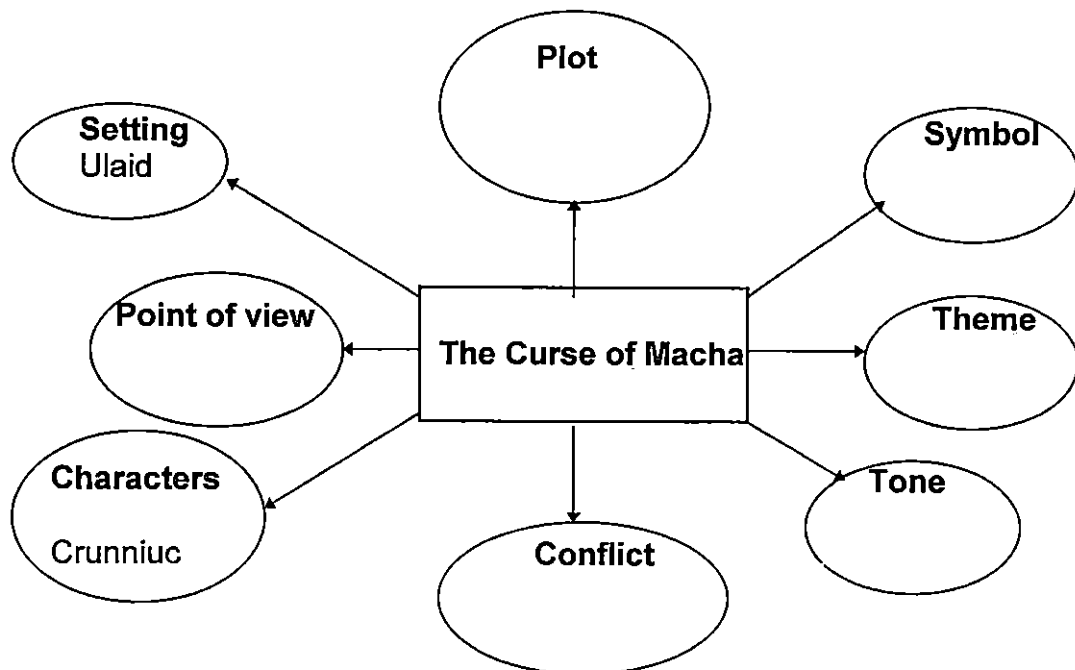 Plot
Setting
Ulaid
Symbol
Point of view
The Curse of Macha
Theme
Characters
Crunniuc
Tone
Conflict